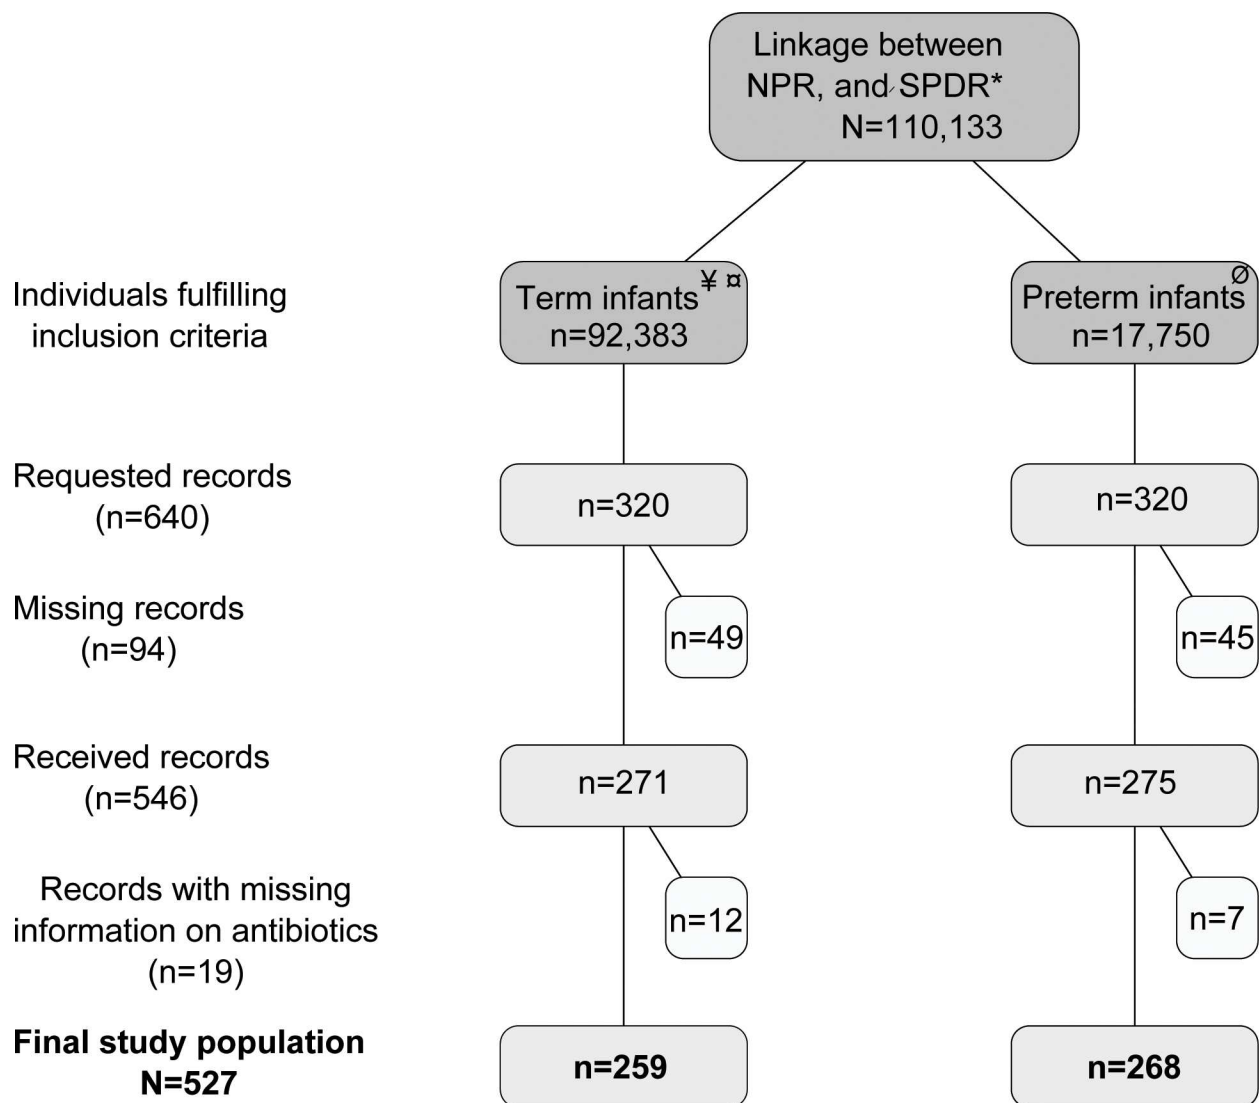 Linkage between
NPR, and SPDR*
N=110,133
Individuals fulfilling
inclusion criteria
Term infants¥ ¤
n=92,383
Preterm infantsØ
n=17,750
Requested records
(n=640)
n=320
n=320
Missing records
(n=94)
n=49
n=45
Received records
(n=546)
n=271
n=275
Records with missing
information on antibiotics
(n=19)
n=12
n=7
Final study population
N=527
n=259
n=268